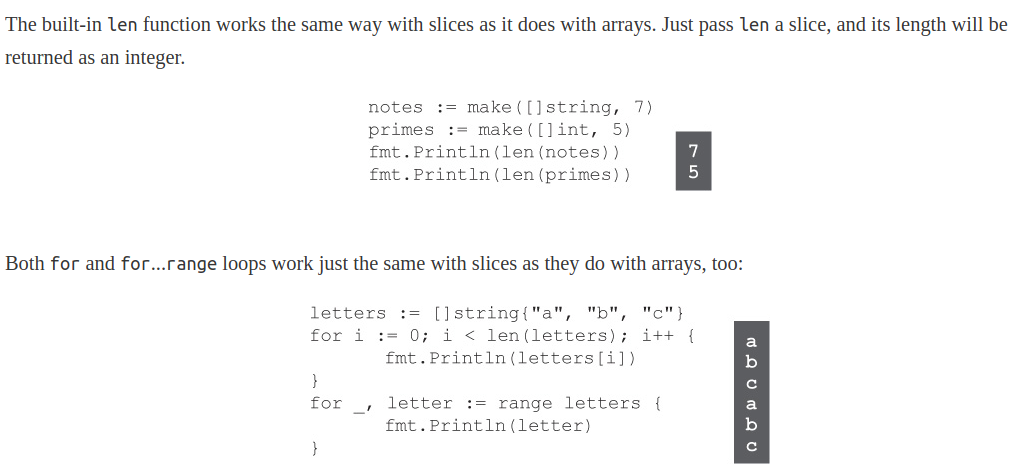 The built-in len function works the same way with slices as it does with arrays. Just pass len a slice, and its length will be
returned as an integer.
notes := make([]string, 7)
primes := make([]int, 5)
fmt.Println(len(notes))
fmt.Println(len(primes))
7
5
Both for and for...range loops work just the same with slices as they do with arrays, too:
letters := []string{"a", "b", "c"}
for i := 0; i < len(letters); i++ {
        fmt.Println(letters[i])
}
for _, letter := range letters {
        fmt.Println(letter)
}
a
b
c
a
b
c